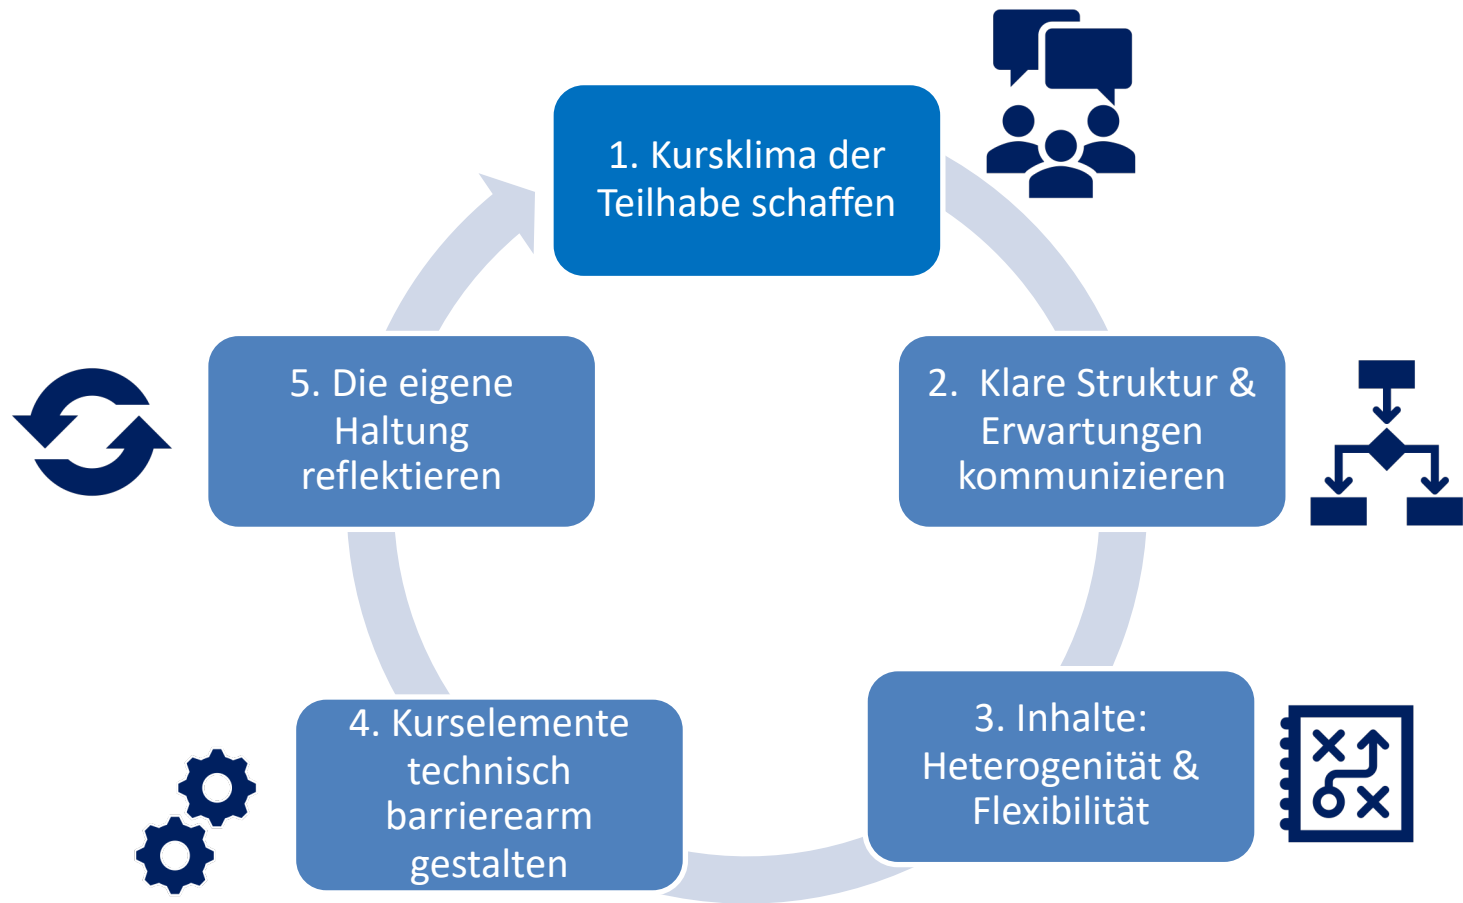 1. Kursklima der
Teilhabe schaffen
2. Klare Struktur &
Erwartungen
kommunizieren
3. Inhalte:
Heterogenität &
Flexibilität
4. Kurselemente
technisch
barrierearm
gestalten
5. Die eigene
Haltung
reflektieren